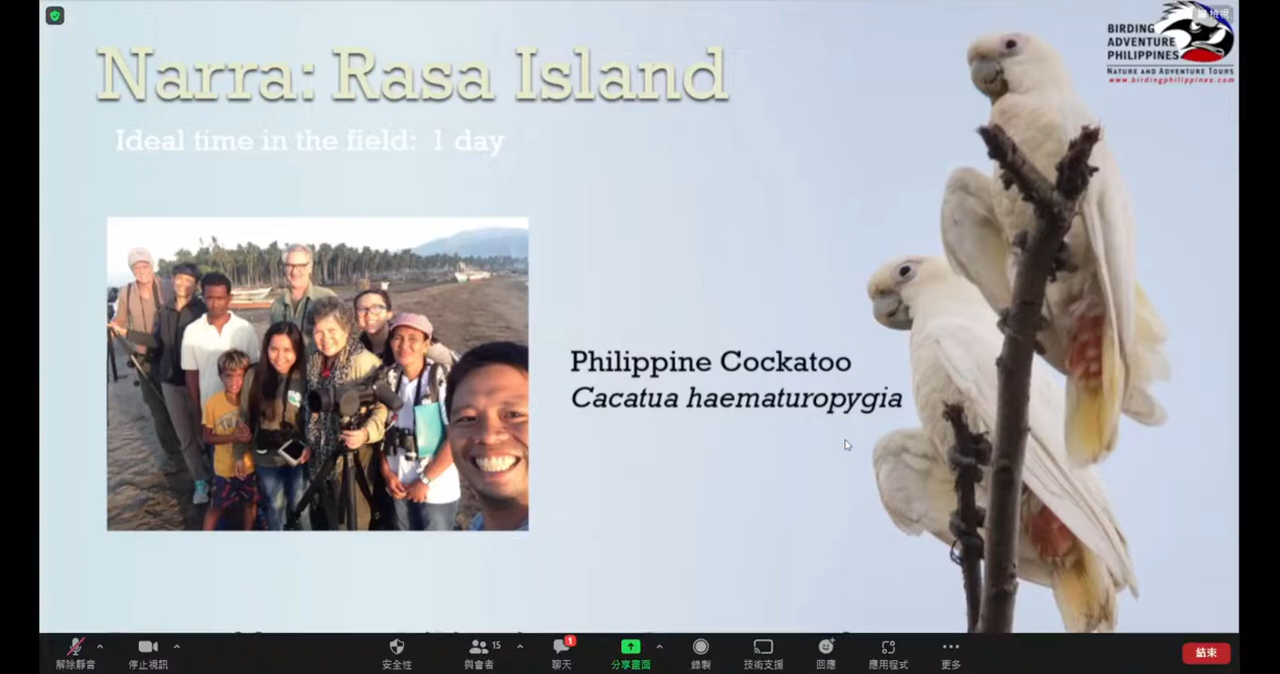 Narra: Rasa Island
Ideal time in the field: 1 day
BIRDING
ADVENTURE
PHILIPPINES
NATURE AND ADVENTURE TOURS
www.birdingphilippines.com
檢視
Philippine Cockatoo
Cacatua haematuropygia
解除靜音
停止視訊
安全性
15
與會者
1
聊天
分享畫面
錄製
技術支援
回應
應用程式
更多
結束